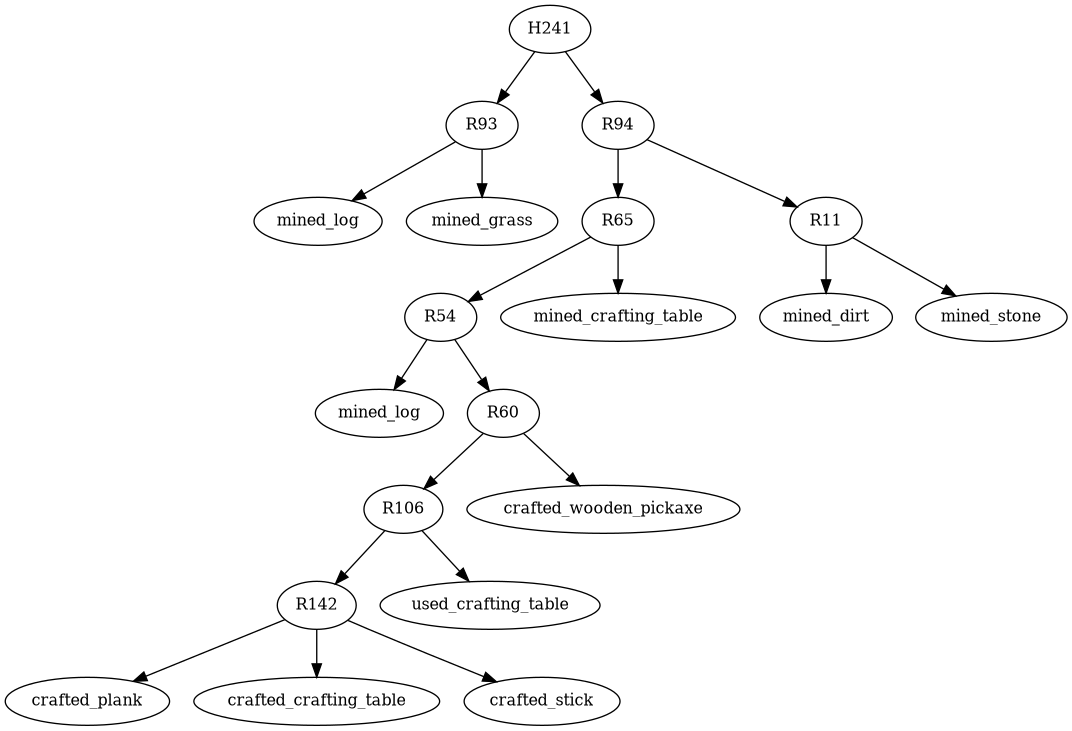 H241
R93
R94
mined_log
mined_grass
R65
R11
R54
mined_crafting_table
mined_dirt
mined_stone
mined_log
R60
R106
crafted_wooden_pickaxe
R142
used_crafting_table
crafted_plank
crafted_crafting_table
crafted_stick